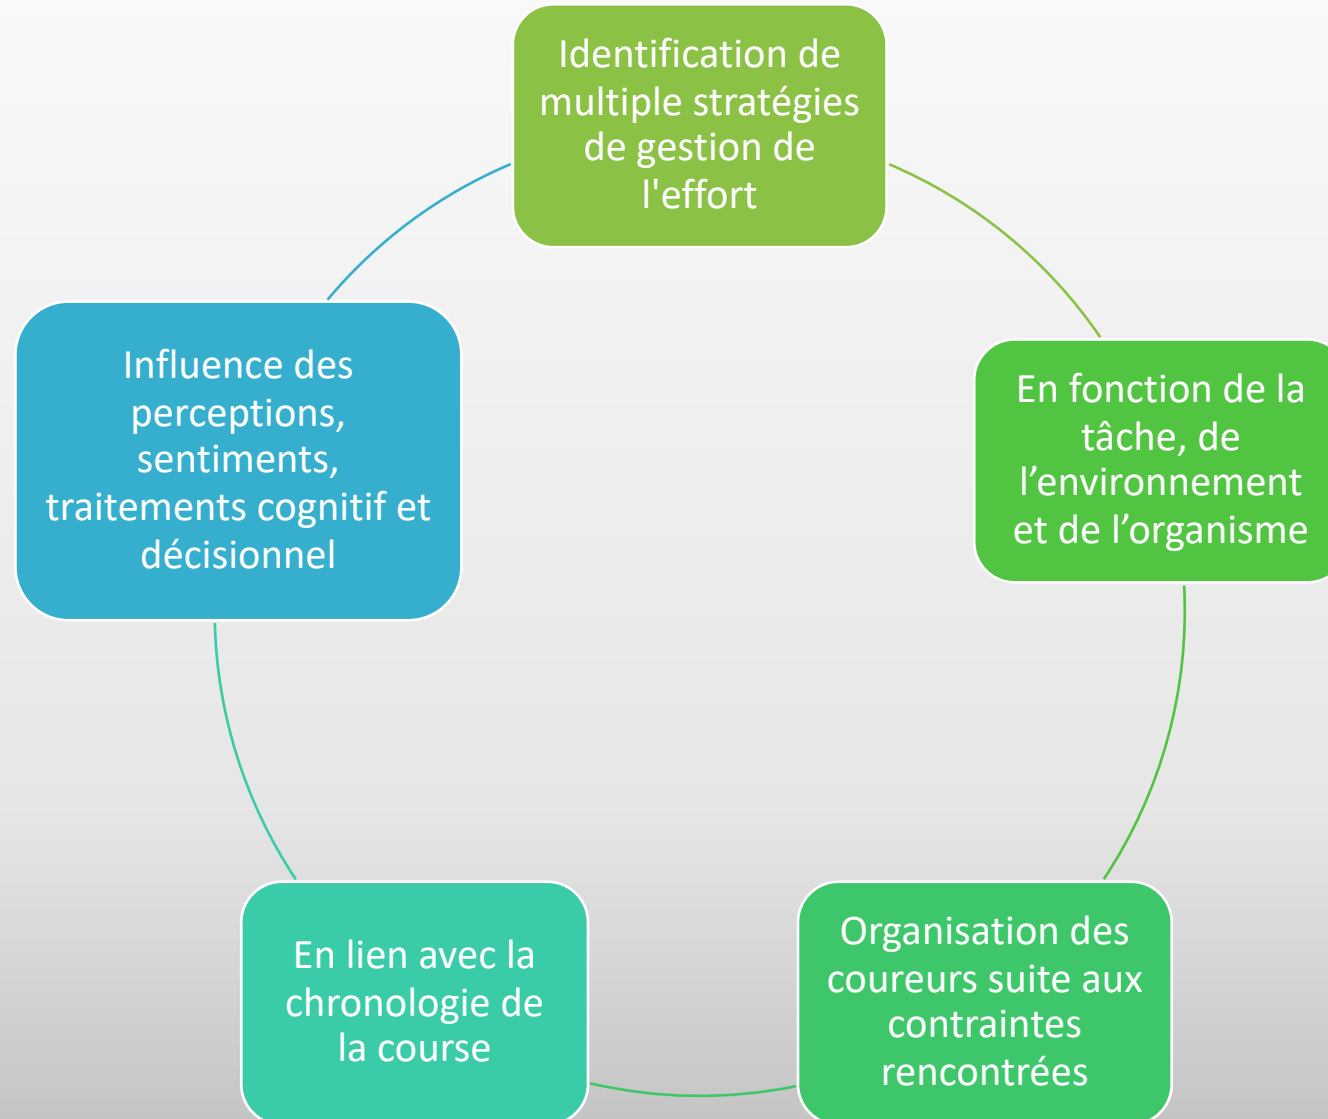 Identification de
multiple stratégies
de gestion de
l'effort
En fonction de la
tâche, de
l’environnement
et de l’organisme
Organisation des
coureurs suite aux
contraintes
rencontrées
En lien avec la
chronologie de
la course
Influence des
perceptions,
sentiments,
traitements cognitif et
décisionnel